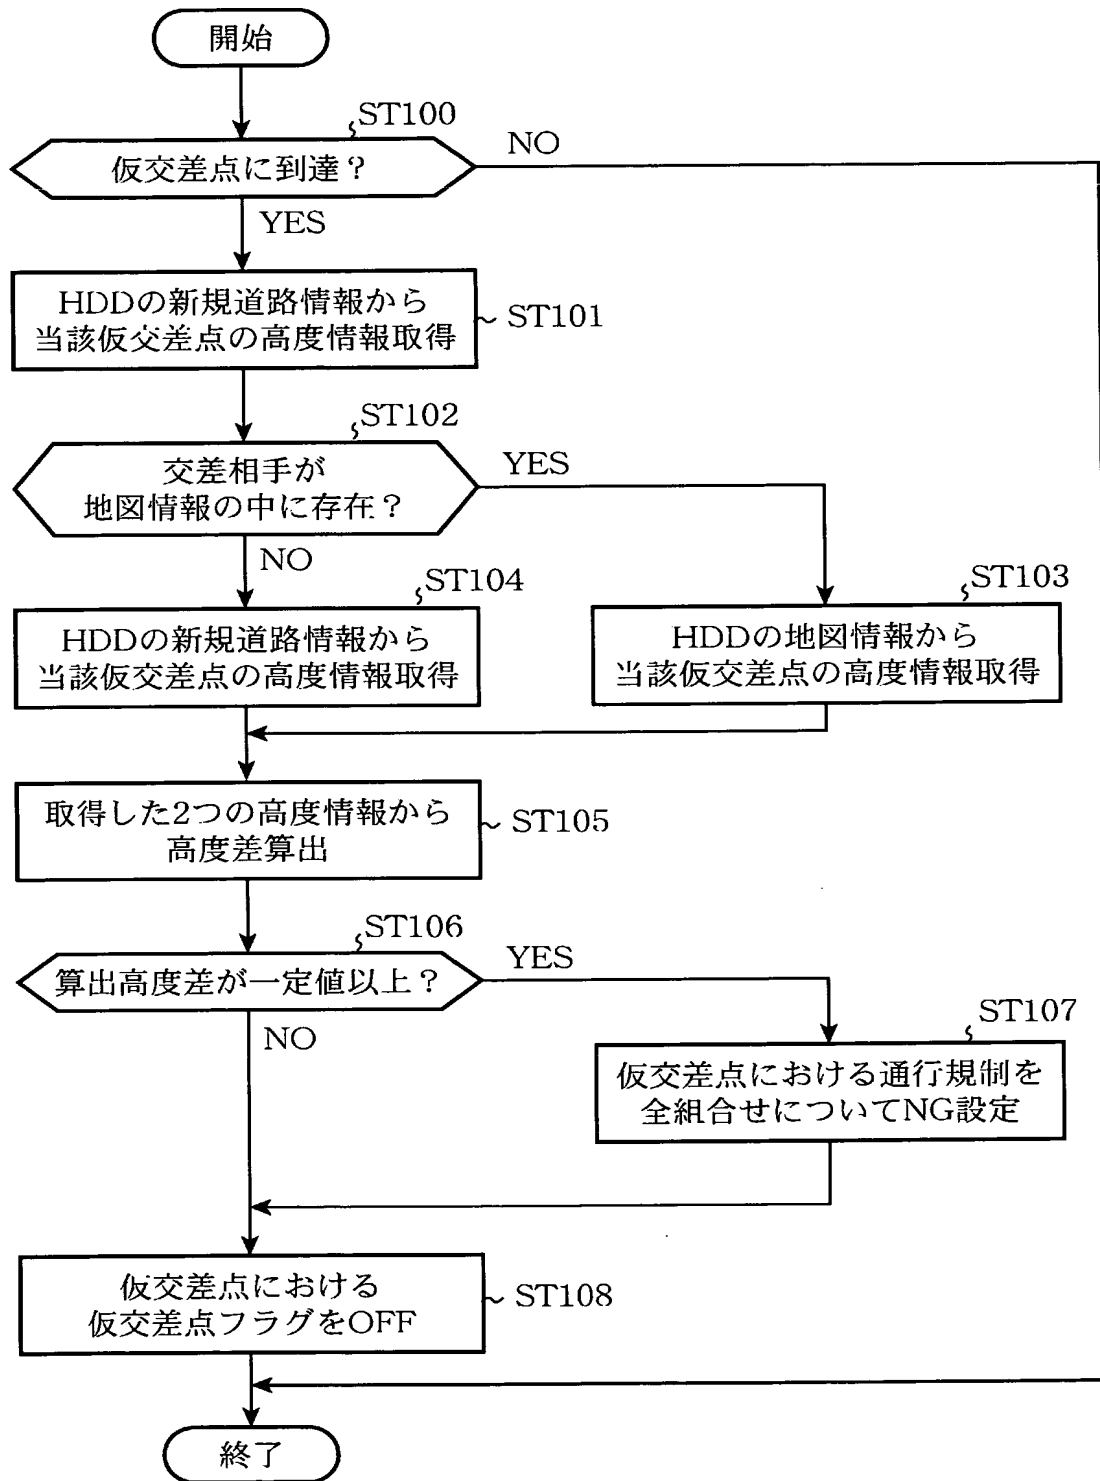 開始
ST100
仮交差点に到達?
NO
YES
HDDの新規道路情報から
当該仮交差点の高度情報取得
ST101
ST102
交差相手が
地図情報の中に存在?
YES
NO
ST104
HDDの新規道路情報から
当該仮交差点の高度情報取得
ST103
HDDの地図情報から
当該仮交差点の高度情報取得
取得した2つの高度情報から
高度差算出
ST105
ST106
算出高度差が一定値以上?
YES
NO
ST107
仮交差点における通行規制を
全組合せについてNG設定
仮交差点における
仮交差点フラグをOFF
ST108
終了